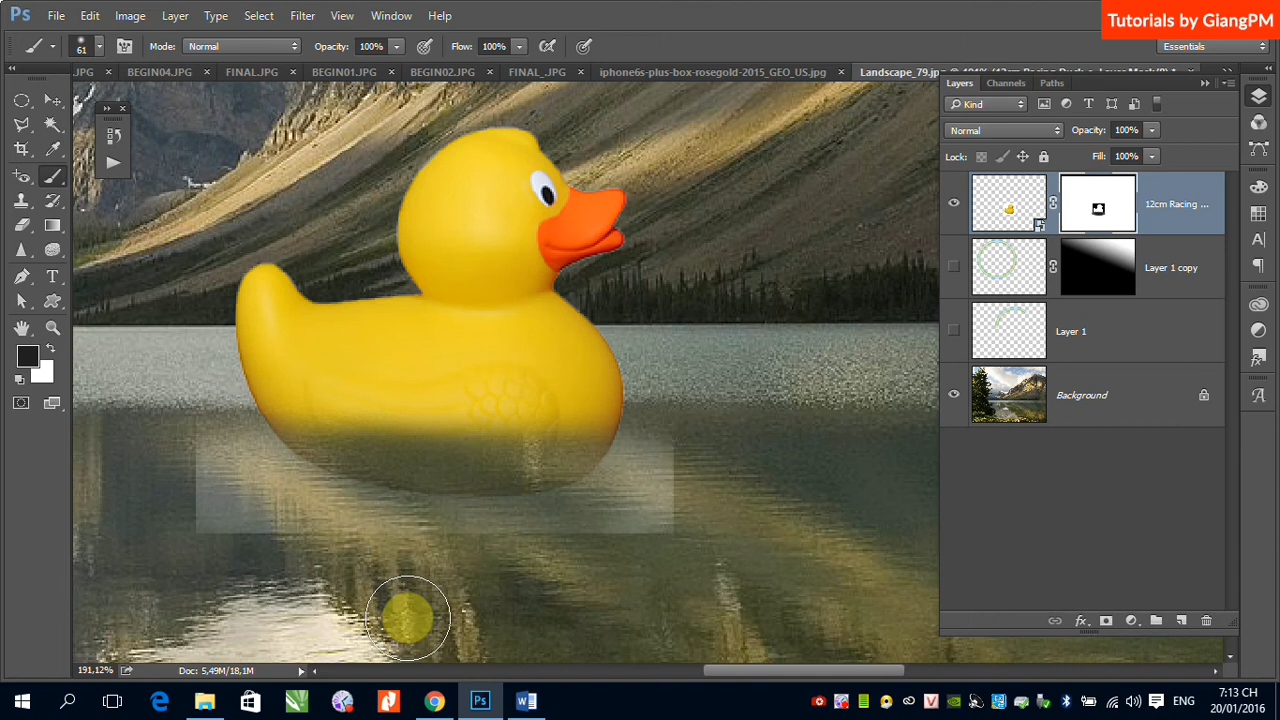 Ps File Edit Image Layer Type Select Filter View Window Help
Tutorials by GiangPM
61 Mode: Normal Opacity: 100% Flow: 100% Essentials
.JPG × BEGIN04.JPG × FINAL.JPG × BEGIN01.JPG × BEGIN02.JPG × FINAL_.JPG × iphone6s-plus-box-rosegold-2015_GEO_US.jpg × Landscape_79.jpg
Layers Channels Paths
Kind
Normal Opacity: 100%
Lock: Fill: 100%
12cm Racing ...
Layer 1 copy
Layer 1
Background
191,12% Doc: 5,49M/18,1M
ENG
7:13 CH
20/01/2016